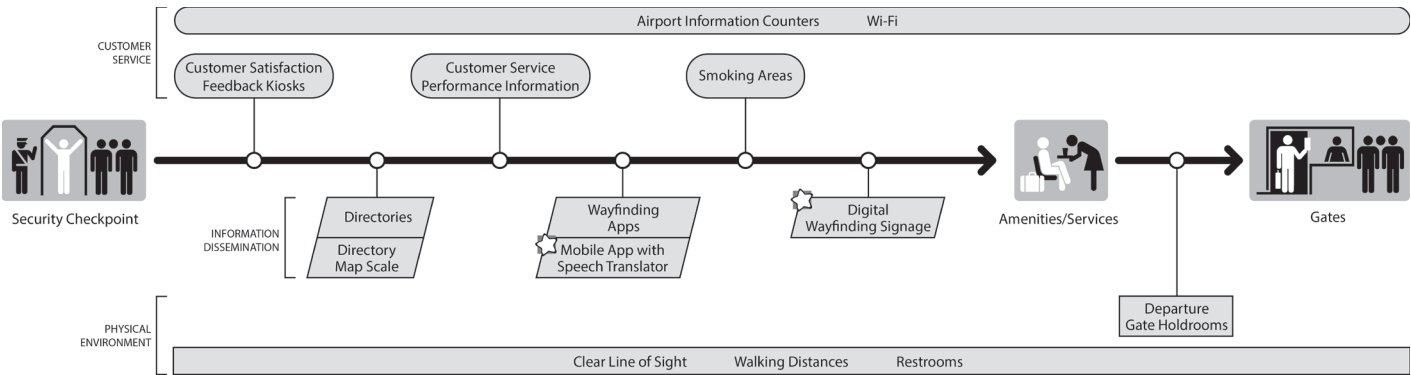 Airport Information Counters Wi-Fi
CUSTOMER
SERVICE
Customer Satisfaction
Feedback Kiosks
Customer Service
Performance Information
Smoking Areas
Security Checkpoint
Amenities/Services
Gates
INFORMATION
DISSEMINATION
Directories
Directory
Map Scale
Wayfinding
Apps
Mobile App with
Speech Translator
Digital
Wayfinding Signage
PHYSICAL
ENVIRONMENT
Departure
Gate Holdrooms
Clear Line of Sight Walking Distances Restrooms